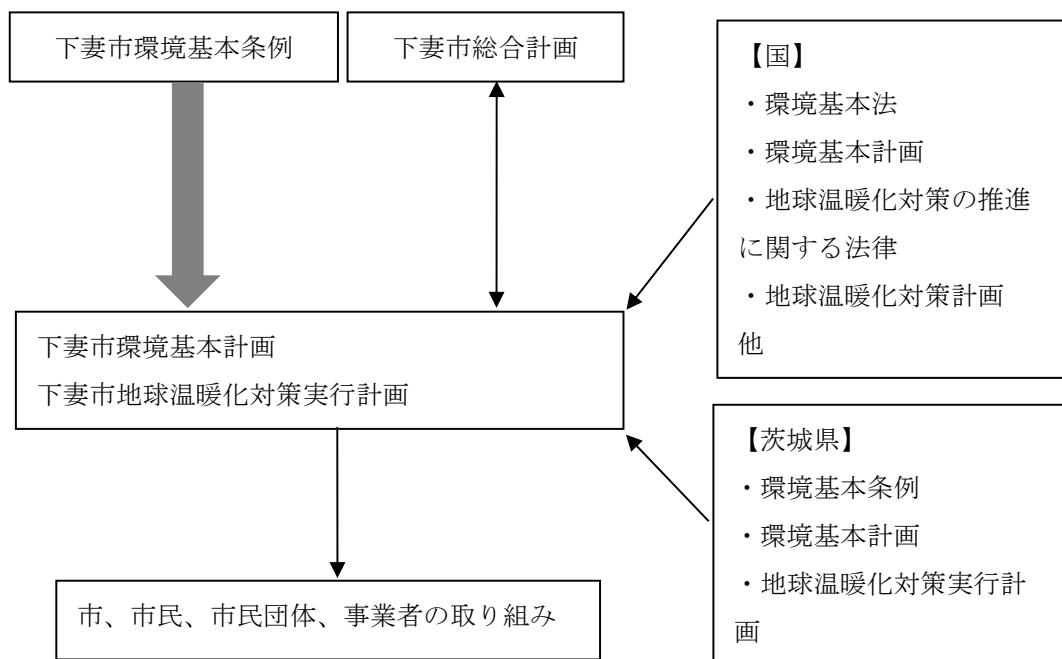 下妻市環境基本条例
下妻市総合計画
【国】
・環境基本法
・環境基本計画
・地球温暖化対策の推進
に関する法律
・地球温暖化対策計画
他
下妻市環境基本計画
下妻市地球温暖化対策実行計画
【茨城県】
・環境基本条例
・環境基本計画
・地球温暖化対策実行計
画
市、市民、市民団体、事業者の取り組み